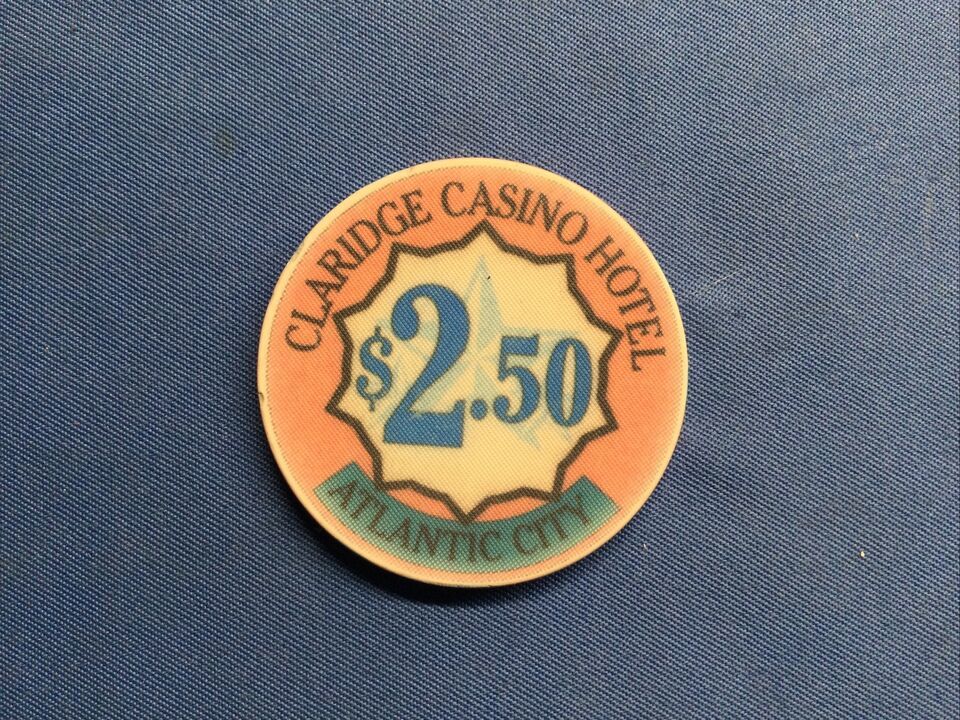 CLARIDGE CASINO HOTEL
$2.50
ATLANTIC CITY